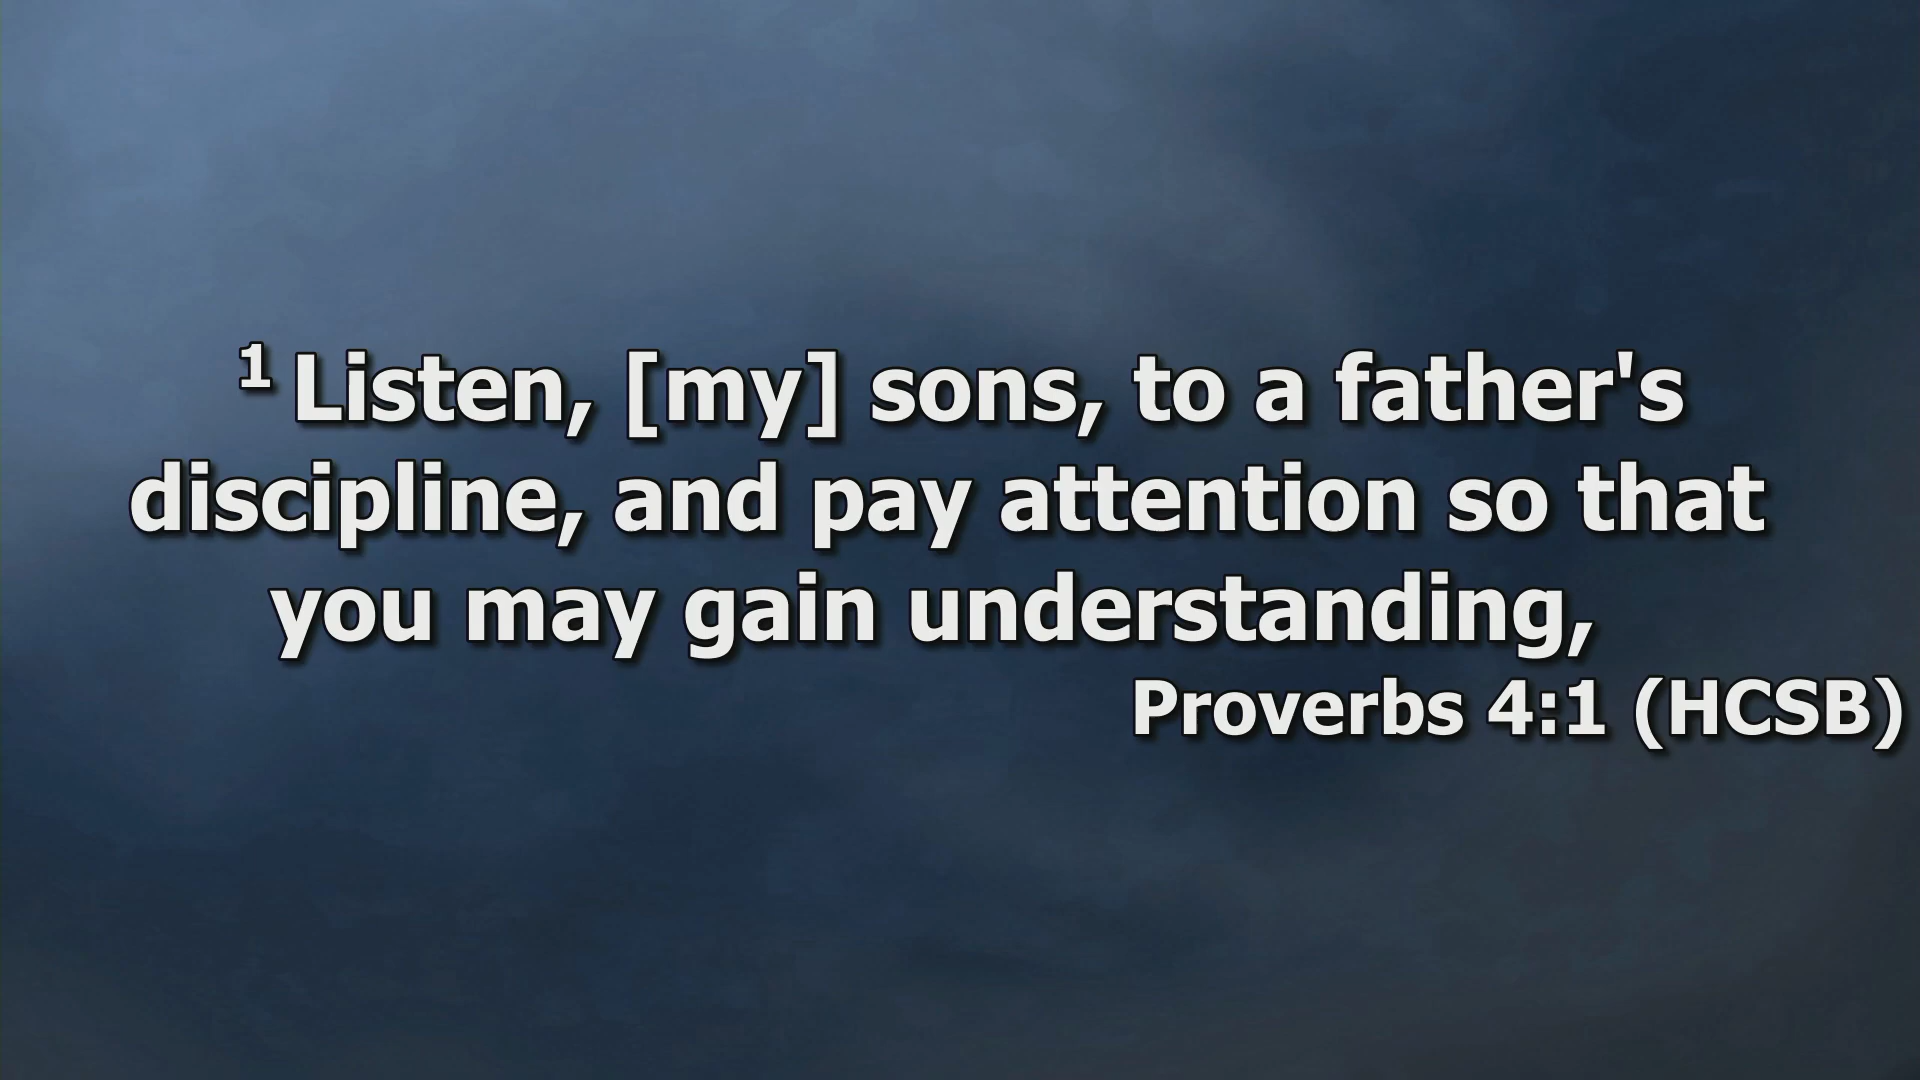 1 Listen, [my] sons, to a father's
discipline, and pay attention so that
you may gain understanding,
Proverbs 4:1 (HCSB)